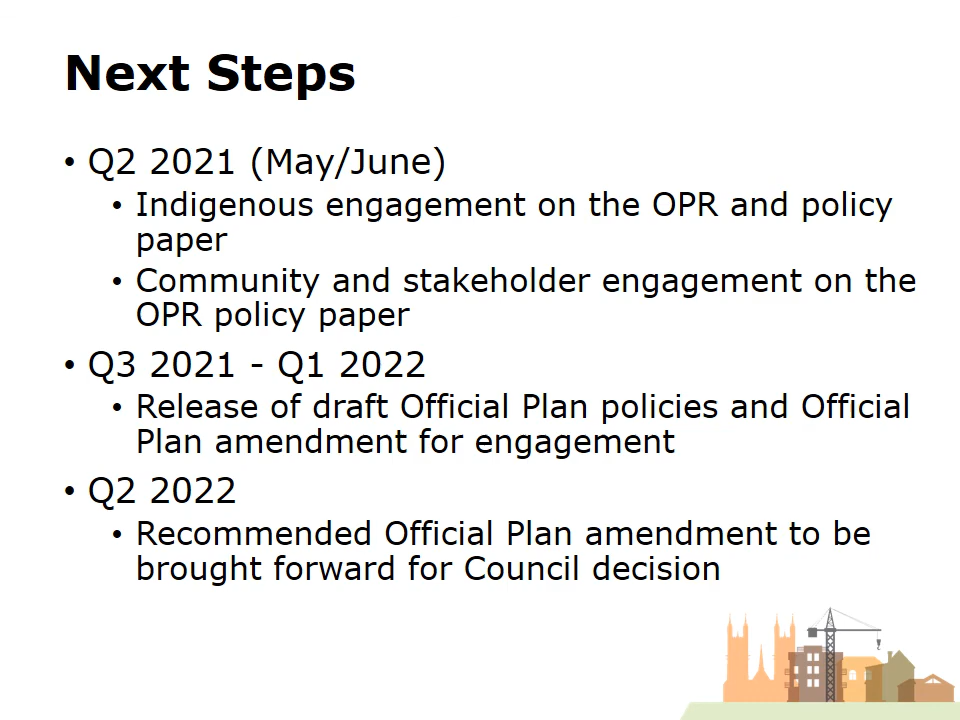 Next Steps
• Q2 2021 (May/June)
• Indigenous engagement on the OPR and policy
paper
• Community and stakeholder engagement on the
OPR policy paper
• Q3 2021 - Q1 2022
• Release of draft Official Plan policies and Official
Plan amendment for engagement
• Q2 2022
• Recommended Official Plan amendment to be
brought forward for Council decision